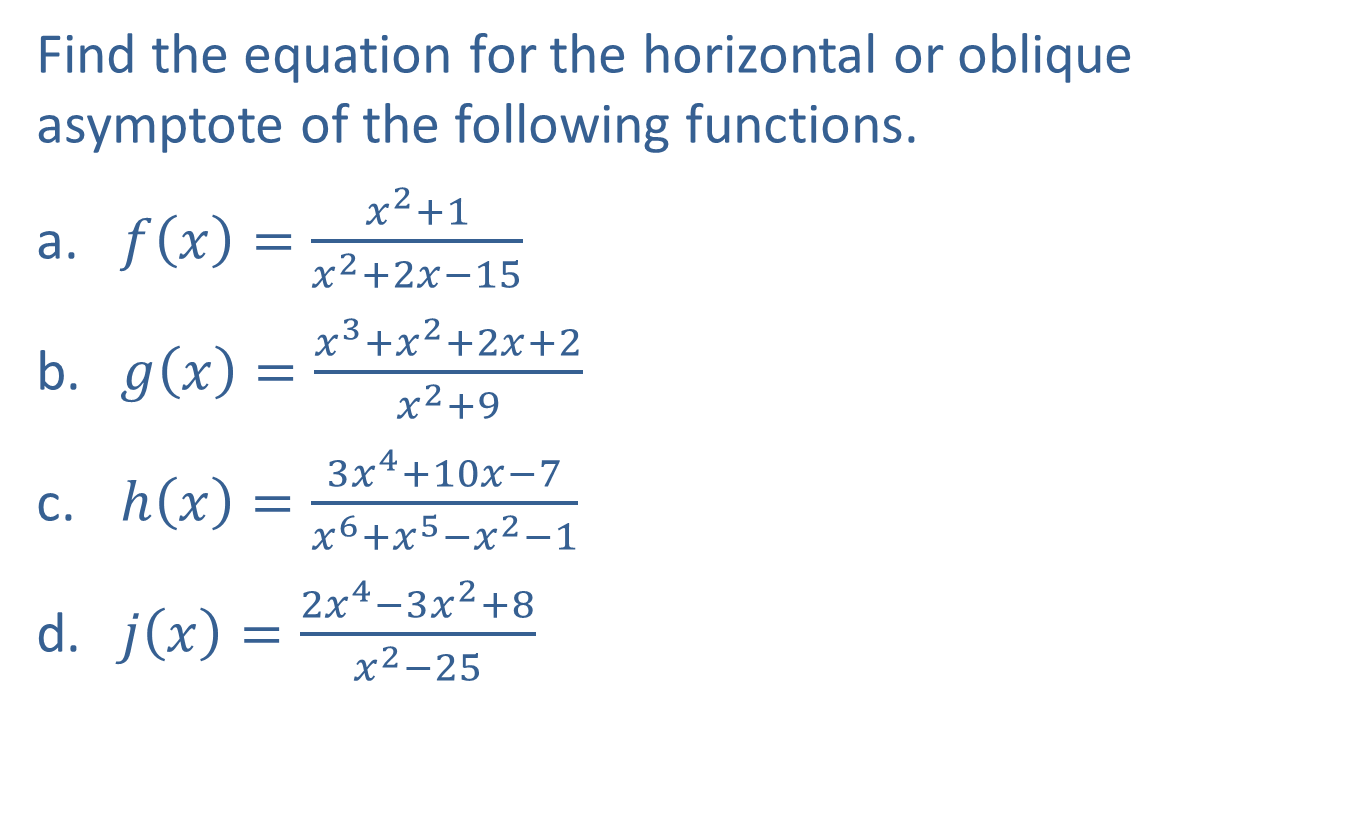 Find the equation for the horizontal or oblique
asymptote of the following functions.
a. f(x) = (x²+1)/(x²+2x−15)
b. g(x) = (x³+x²+2x+2)/(x²+9)
c. h(x) = (3x⁴+10x−7)/(x⁶+x⁵−x²−1)
d. j(x) = (2x⁴−3x²+8)/(x²−25)